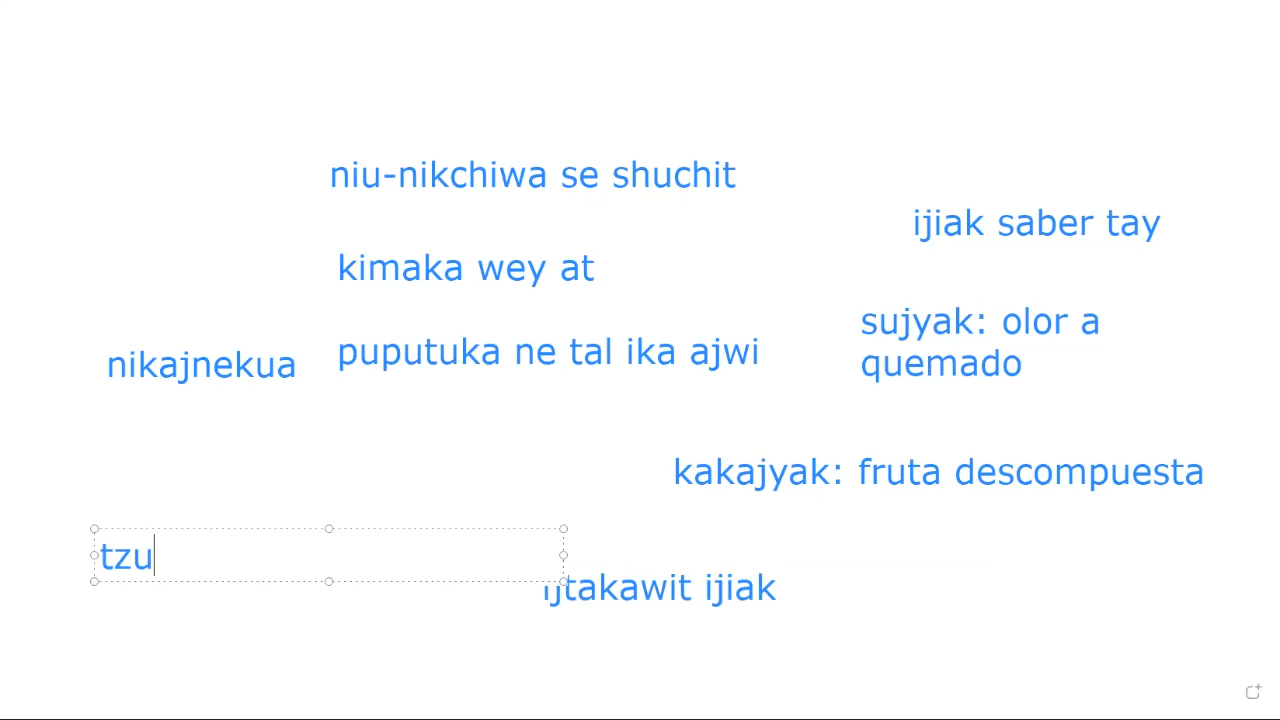 niu-nikchiwa se shuchit
ijiak saber tay
kimaka wey at
sujyak: olor a
quemado
puputuka ne tal ika ajwi
nikajnekua
kakajyak: fruta descompuesta
tzu
ijtakawit ijiak